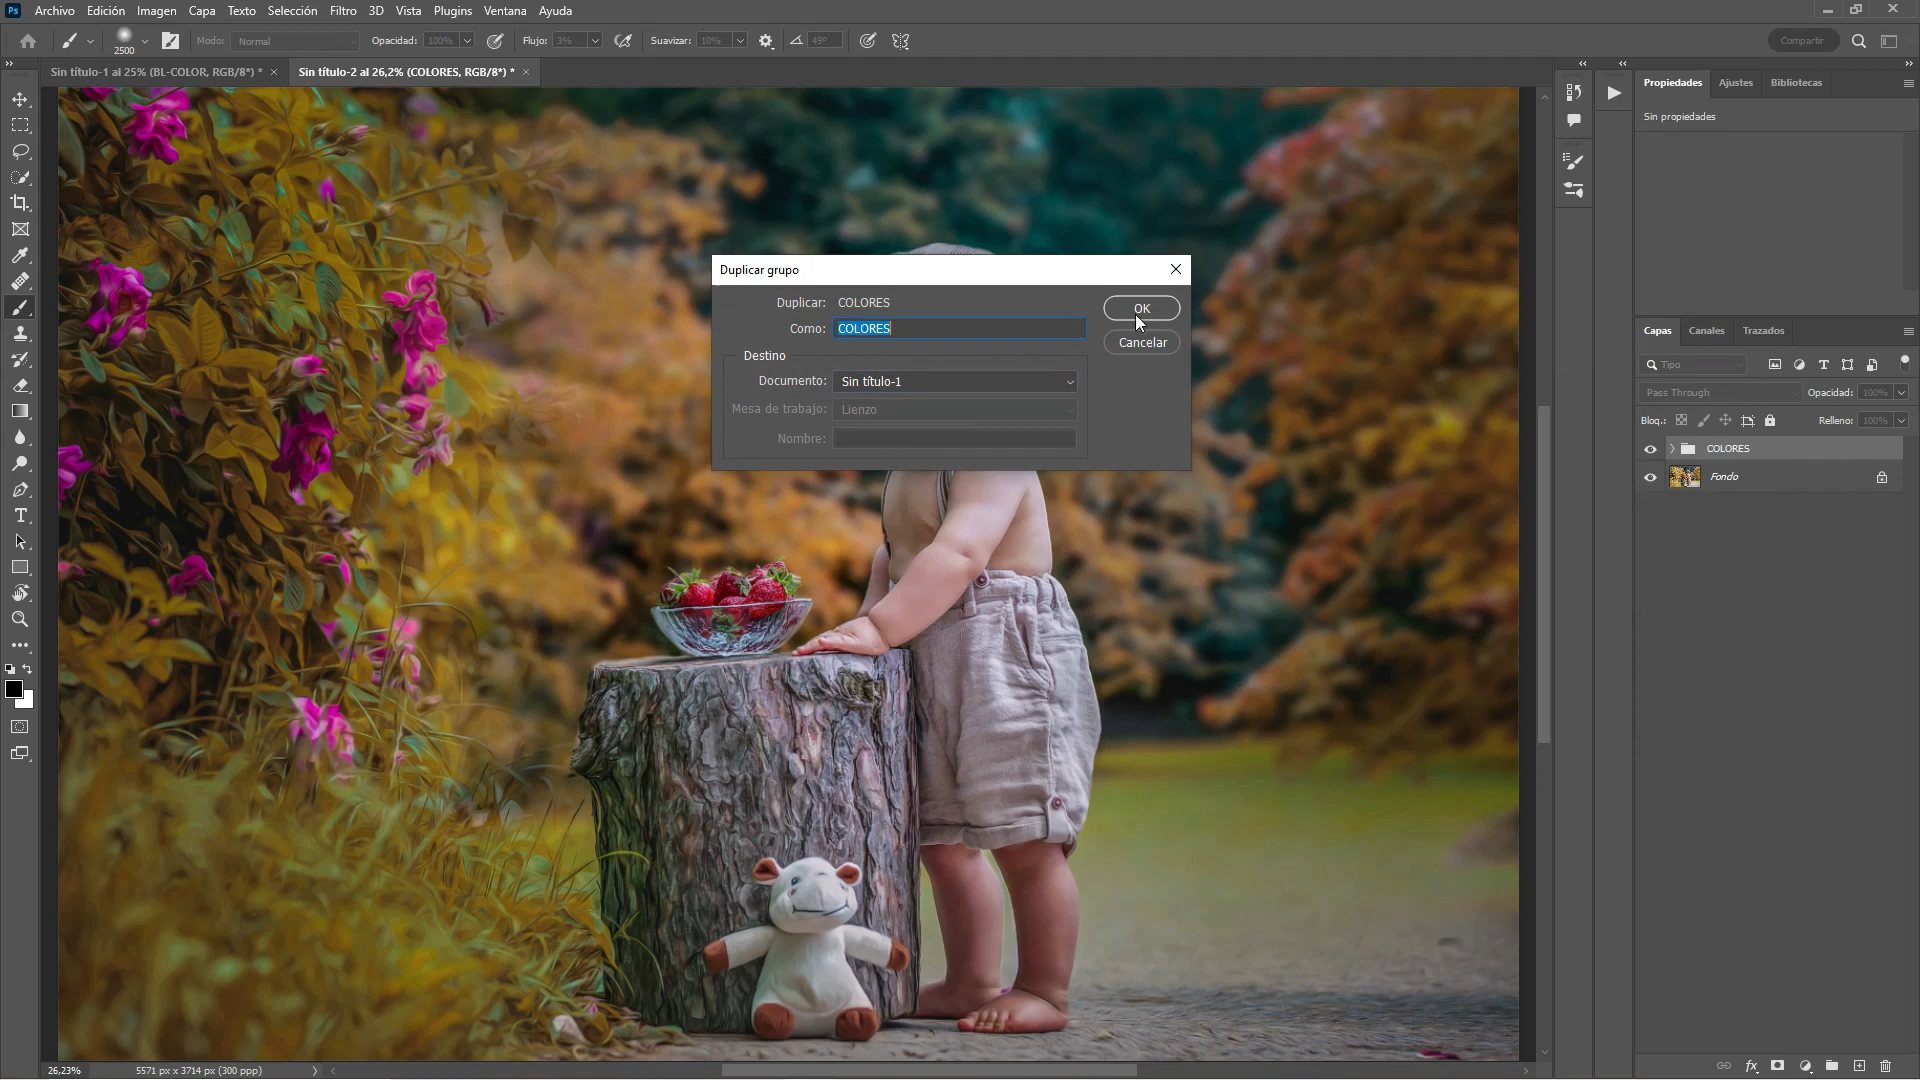 Ps Archivo Edición Imagen Capa Texto Selección Filtro 3D Vista Plugins Ventana Ayuda
2500 Modo: Normal Opacidad: 100% Flujo: 3% Suavizar: 10% 49° Compartir
Sin título-1 al 25% (BL-COLOR, RGB/8*) * × Sin título-2 al 26,2% (COLORES, RGB/8*) * ×
Propiedades Ajustes Bibliotecas
Sin propiedades
Duplicar grupo
Duplicar: COLORES
OK
Como: COLORES
Cancelar
Destino
Documento: Sin título-1
Mesa de trabajo: Lienzo
Nombre:
Capas Canales Trazados
Tipo
Pass Through Opacidad: 100%
Bloq.: Relleno: 100%
COLORES
Fondo
26,23% 5571 px x 3714 px (300 ppp)